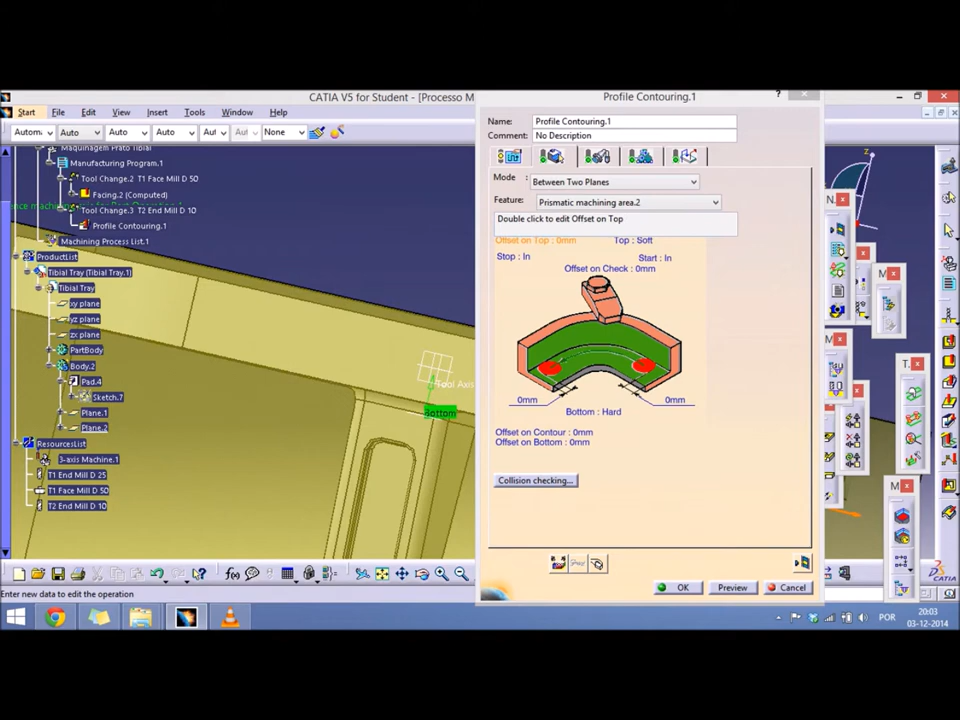 CATIA V5 for Student - [Processo M
Profile Contouring.1
?
Start File Edit View Insert Tools Window Help
Name: Profile Contouring.1
Comment: No Description
Autom. Auto Auto Auto Aut Aut None
Maquinagem Prato Tibial
Manufacturing Program.1
Tool Change.2 T1 Face Mill D 50
Facing.2 (Computed)
Tool Change.3 T2 End Mill D 10
Profile Contouring.1
Machining Process List.1
ProductList
Tibial Tray (Tibial Tray.1)
Tibial Tray
xy plane
yz plane
zx plane
PartBody
Body.2
Pad.4
Sketch.7
Plane.1
Plane.2
ResourcesList
3-axis Machine.1
T1 End Mill D 25
T1 Face Mill D 50
T2 End Mill D 10
Bottom
Mode : Between Two Planes
Feature: Prismatic machining area.2
Double click to edit Offset on Top
Offset on Top : 0mm Top : Soft
Stop : In Start : In
Offset on Check : 0mm
0mm 0mm
Bottom : Hard
Offset on Contour : 0mm
Offset on Bottom : 0mm
Collision checking...
OK Preview Cancel
z
N..
M
M
T..
M
f(x)
CATIA
Enter new data to edit the operation
POR
20:03
03-12-2014